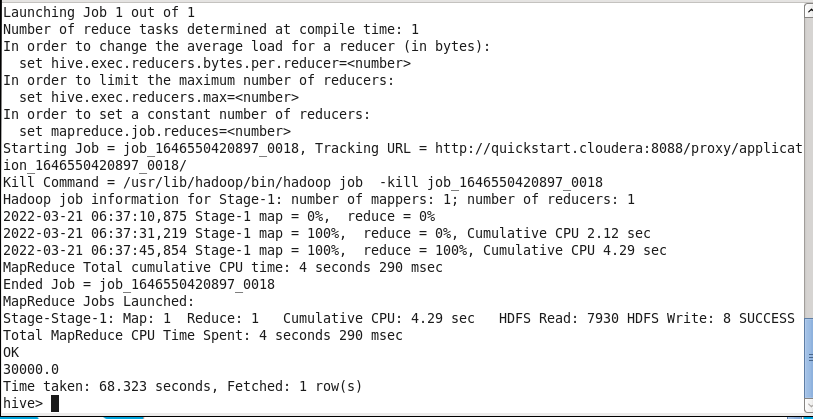 Launching Job 1 out of 1
Number of reduce tasks determined at compile time: 1
In order to change the average load for a reducer (in bytes):
  set hive.exec.reducers.bytes.per.reducer=<number>
In order to limit the maximum number of reducers:
  set hive.exec.reducers.max=<number>
In order to set a constant number of reducers:
  set mapreduce.job.reduces=<number>
Starting Job = job_1646550420897_0018, Tracking URL = http://quickstart.cloudera:8088/proxy/applicat
ion_1646550420897_0018/
Kill Command = /usr/lib/hadoop/bin/hadoop job  -kill job_1646550420897_0018
Hadoop job information for Stage-1: number of mappers: 1; number of reducers: 1
2022-03-21 06:37:10,875 Stage-1 map = 0%,  reduce = 0%
2022-03-21 06:37:31,219 Stage-1 map = 100%,  reduce = 0%, Cumulative CPU 2.12 sec
2022-03-21 06:37:45,854 Stage-1 map = 100%,  reduce = 100%, Cumulative CPU 4.29 sec
MapReduce Total cumulative CPU time: 4 seconds 290 msec
Ended Job = job_1646550420897_0018
MapReduce Jobs Launched:
Stage-Stage-1: Map: 1  Reduce: 1   Cumulative CPU: 4.29 sec   HDFS Read: 7930 HDFS Write: 8 SUCCESS
Total MapReduce CPU Time Spent: 4 seconds 290 msec
OK
30000.0
Time taken: 68.323 seconds, Fetched: 1 row(s)
hive>